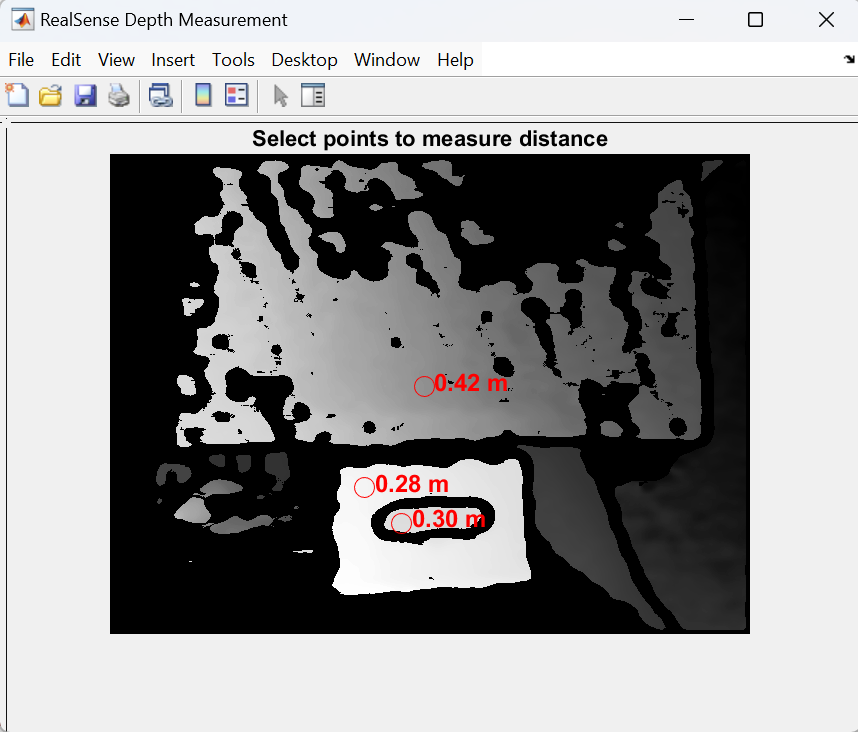 RealSense Depth Measurement
File Edit View Insert Tools Desktop Window Help
Select points to measure distance
0.42 m
0.28 m
0.30 m